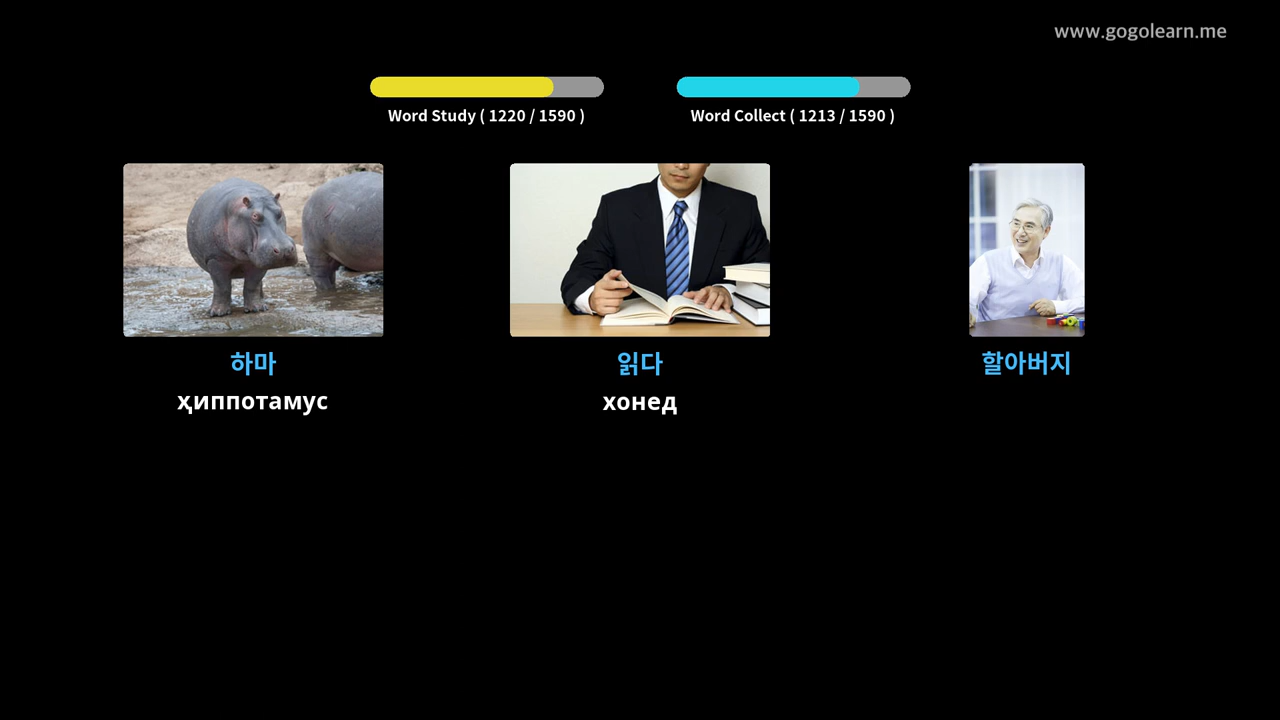 www.gogolearn.me
Word Study ( 1220 / 1590 )
Word Collect ( 1213 / 1590 )
하마
읽다
할아버지
ҳиппотамус
хонед